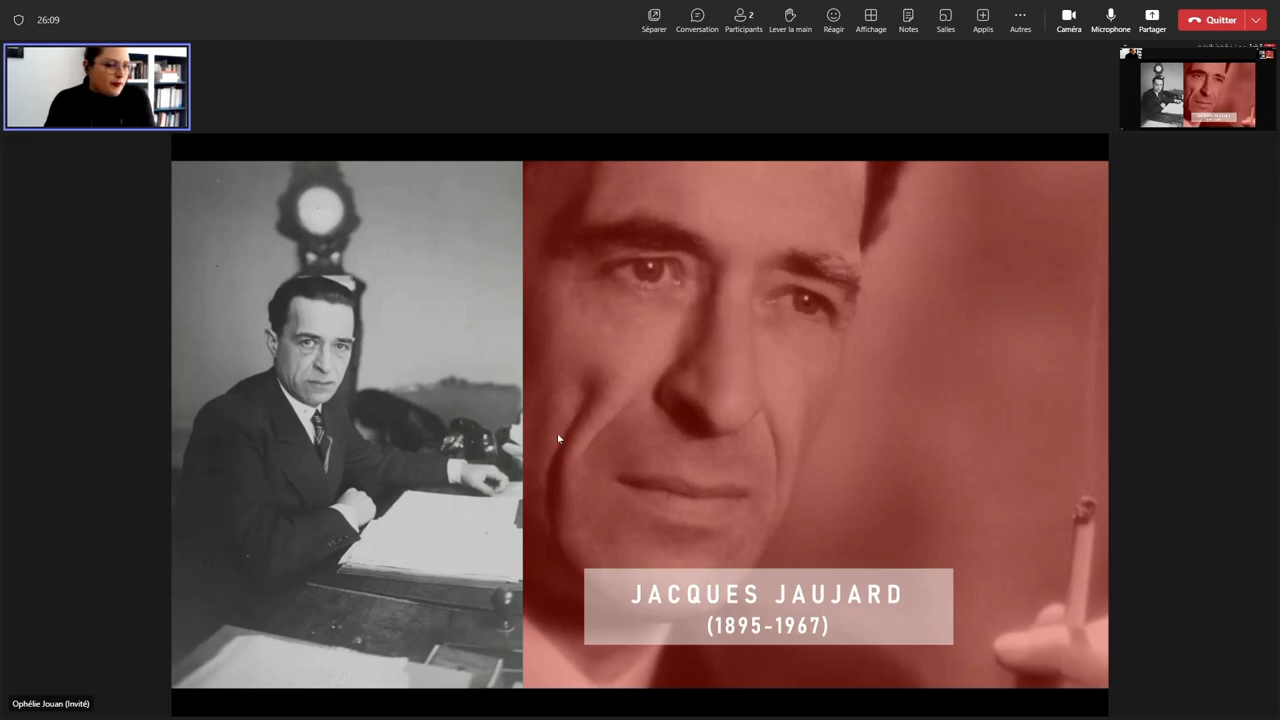 26:09
Séparer
Conversation
2
Participants
Lever la main
Réagir
Affichage
Notes
Salles
Applis
Autres
Caméra
Microphone
Partager
Quitter
JACQUES JAUJARD
(1895-1967)
Ophélie Jouan (Invité)